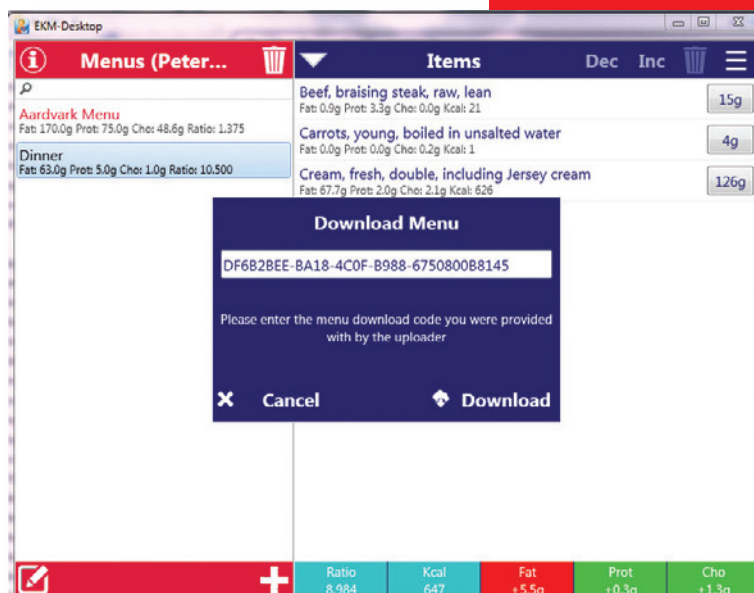 EKM-Desktop
Menus (Peter...
Items
Dec
Inc
Aardvark Menu
Fat: 170.0g Prot: 75.0g Cho: 48.6g Ratio: 1.375
Dinner
Fat: 63.0g Prot: 5.0g Cho: 1.0g Ratio: 10.500
Beef, braising steak, raw, lean
Fat: 0.9g Prot: 3.3g Cho: 0.0g Kcal: 21
15g
Carrots, young, boiled in unsalted water
Fat: 0.0g Prot: 0.0g Cho: 0.2g Kcal: 1
4g
Cream, fresh, double, including Jersey cream
Fat: 67.7g Prot: 2.0g Cho: 2.1g Kcal: 626
126g
Download Menu
DF6B2BEE-BA18-4C0F-B988-6750800B8145
Please enter the menu download code you were provided
with by the uploader
Cancel
Download
Ratio
8.984
Kcal
647
Fat
+5.5g
Prot
+0.3g
Cho
+1.3g